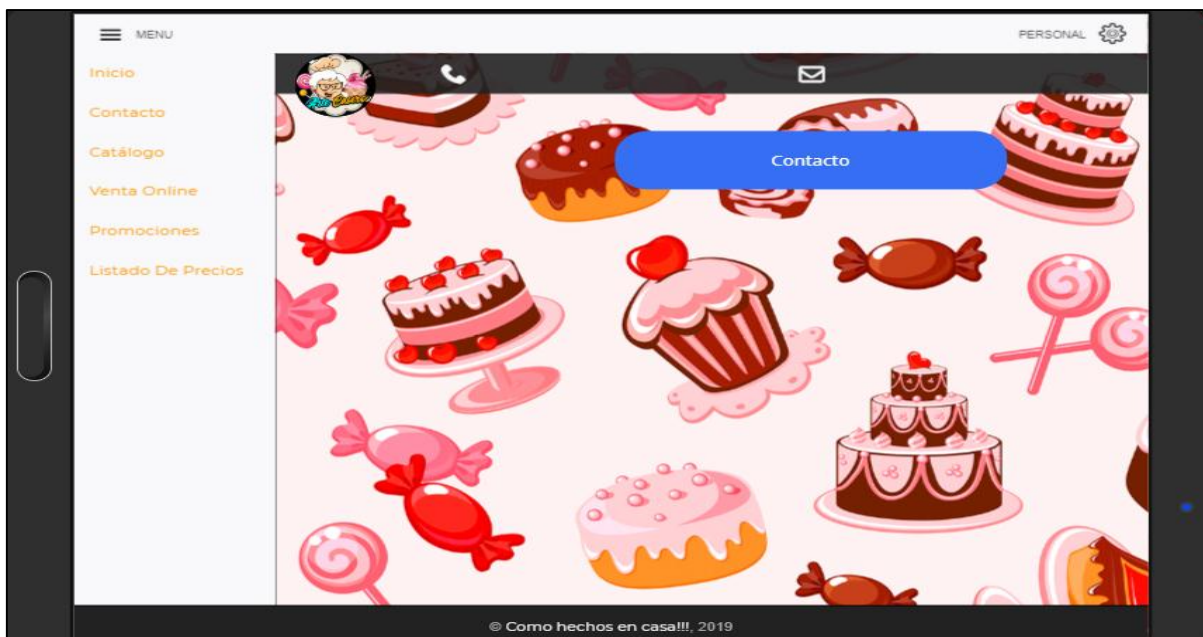 MENU
PERSONAL
Inicio
Contacto
Catálogo
Venta Online
Promociones
Listado De Precios
Contacto
© Como hechos en casa!!!, 2019